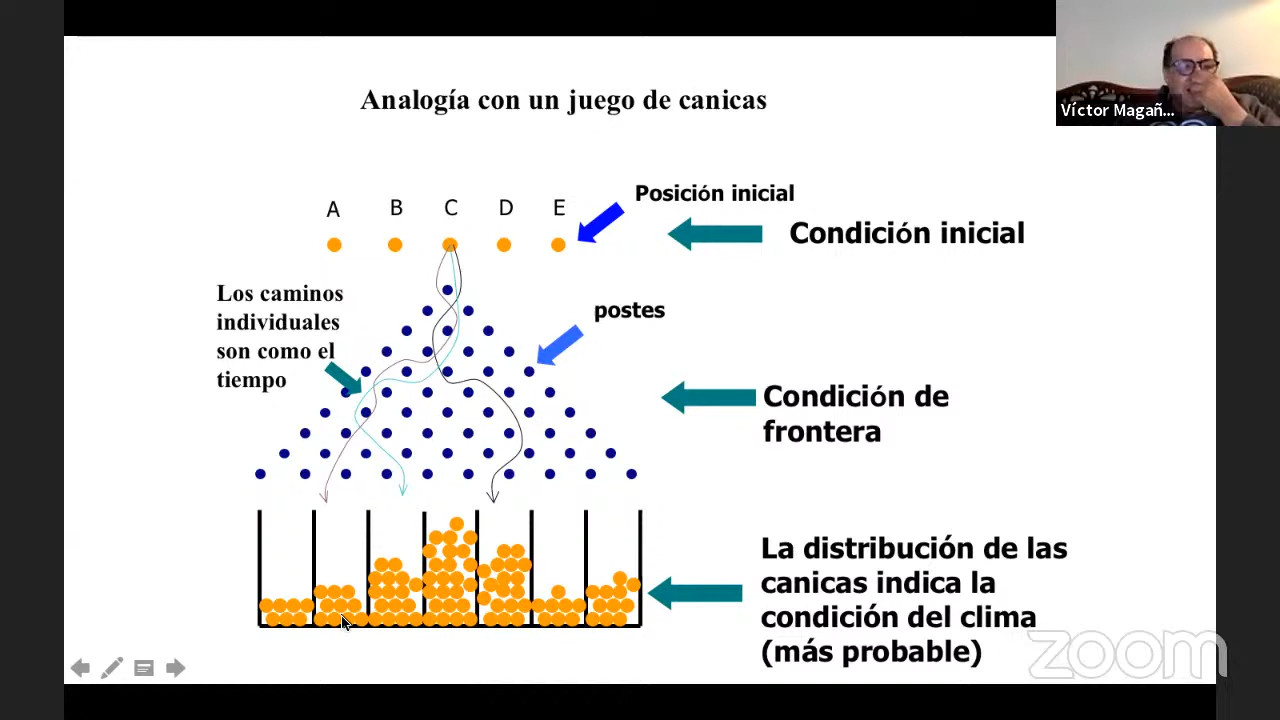 Analogía con un juego de canicas
Víctor Magañ...
A B C D E
Posición inicial
Condición inicial
Los caminos
individuales
son como el
tiempo
postes
Condición de
frontera
La distribución de las
canicas indica la
condición del clima
(más probable)
zoom